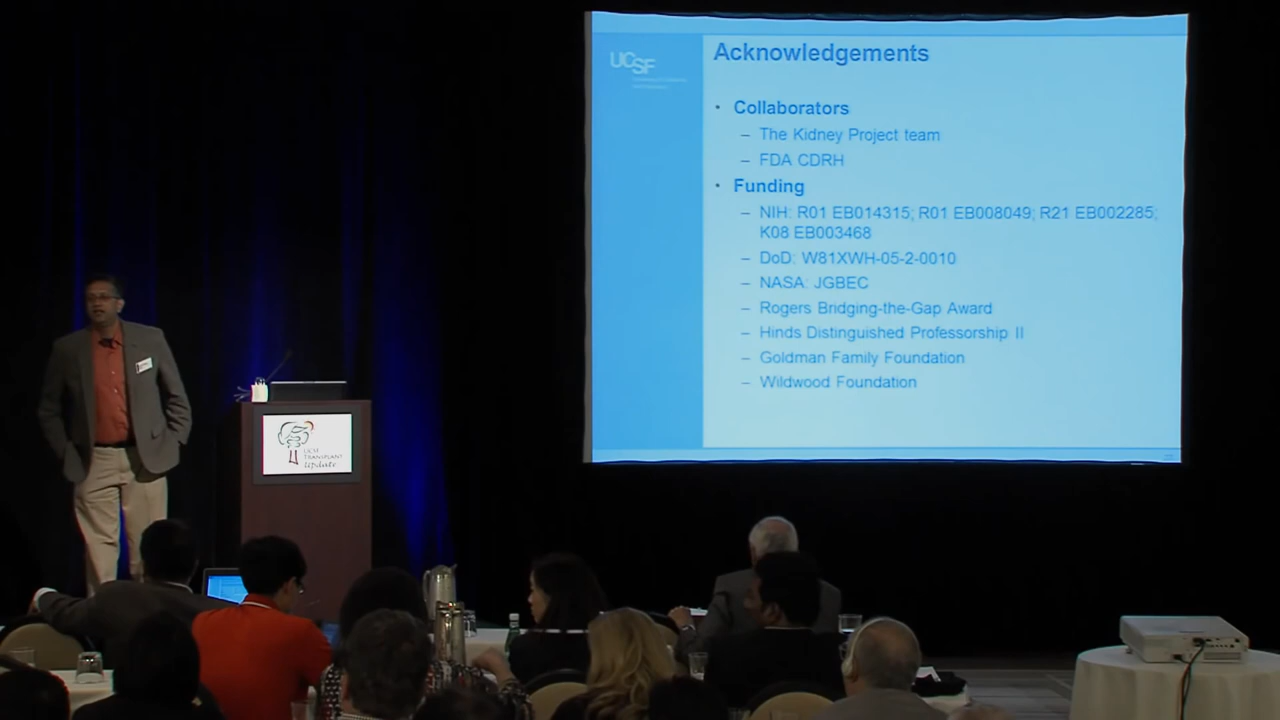 Acknowledgements
UCSF
• Collaborators
– The Kidney Project team
– FDA CDRH
• Funding
– NIH: R01 EB014315; R01 EB008049; R21 EB002285;
K08 EB003468
– DoD: W81XWH-05-2-0010
– NASA: JGBEC
– Rogers Bridging-the-Gap Award
– Hinds Distinguished Professorship II
– Goldman Family Foundation
– Wildwood Foundation
UCSF
TRANSPLANT
Update